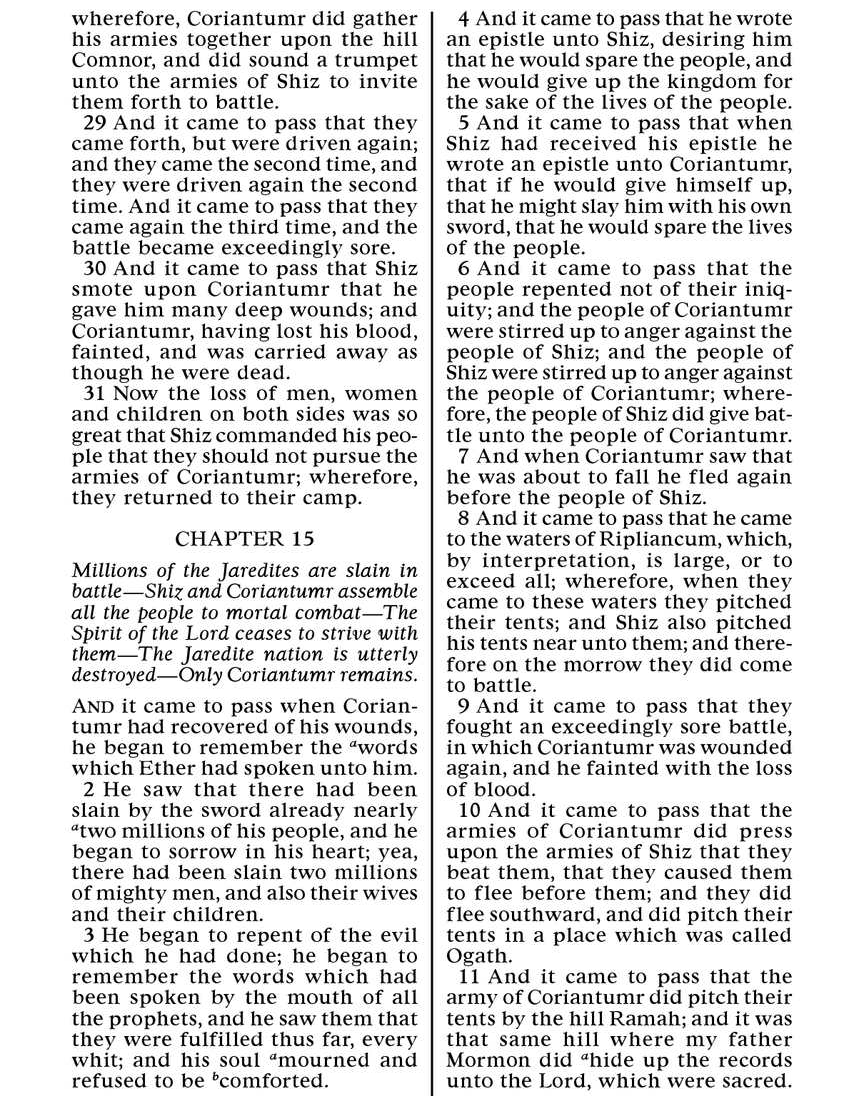 wherefore, Coriantumr did gather
his armies together upon the hill
Comnor, and did sound a trumpet
unto the armies of Shiz to invite
them forth to battle.
29 And it came to pass that they
came forth, but were driven again;
and they came the second time, and
they were driven again the second
time. And it came to pass that they
came again the third time, and the
battle became exceedingly sore.
30 And it came to pass that Shiz
smote upon Coriantumr that he
gave him many deep wounds; and
Coriantumr, having lost his blood,
fainted, and was carried away as
though he were dead.
31 Now the loss of men, women
and children on both sides was so
great that Shiz commanded his peo-
ple that they should not pursue the
armies of Coriantumr; wherefore,
they returned to their camp.
CHAPTER 15
Millions of the Jaredites are slain in
battle—Shiz and Coriantumr assemble
all the people to mortal combat—The
Spirit of the Lord ceases to strive with
them—The Jaredite nation is utterly
destroyed—Only Coriantumr remains.
AND it came to pass when Corian-
tumr had recovered of his wounds,
he began to remember the ᵃwords
which Ether had spoken unto him.
2 He saw that there had been
slain by the sword already nearly
ᵃtwo millions of his people, and he
began to sorrow in his heart; yea,
there had been slain two millions
of mighty men, and also their wives
and their children.
3 He began to repent of the evil
which he had done; he began to
remember the words which had
been spoken by the mouth of all
the prophets, and he saw them that
they were fulfilled thus far, every
whit; and his soul ᵃmourned and
refused to be ᵇcomforted.
4 And it came to pass that he wrote
an epistle unto Shiz, desiring him
that he would spare the people, and
he would give up the kingdom for
the sake of the lives of the people.
5 And it came to pass that when
Shiz had received his epistle he
wrote an epistle unto Coriantumr,
that if he would give himself up,
that he might slay him with his own
sword, that he would spare the lives
of the people.
6 And it came to pass that the
people repented not of their iniq-
uity; and the people of Coriantumr
were stirred up to anger against the
people of Shiz; and the people of
Shiz were stirred up to anger against
the people of Coriantumr; where-
fore, the people of Shiz did give bat-
tle unto the people of Coriantumr.
7 And when Coriantumr saw that
he was about to fall he fled again
before the people of Shiz.
8 And it came to pass that he came
to the waters of Ripliancum, which,
by interpretation, is large, or to
exceed all; wherefore, when they
came to these waters they pitched
their tents; and Shiz also pitched
his tents near unto them; and there-
fore on the morrow they did come
to battle.
9 And it came to pass that they
fought an exceedingly sore battle,
in which Coriantumr was wounded
again, and he fainted with the loss
of blood.
10 And it came to pass that the
armies of Coriantumr did press
upon the armies of Shiz that they
beat them, that they caused them
to flee before them; and they did
flee southward, and did pitch their
tents in a place which was called
Ogath.
11 And it came to pass that the
army of Coriantumr did pitch their
tents by the hill Ramah; and it was
that same hill where my father
Mormon did ᵃhide up the records
unto the Lord, which were sacred.